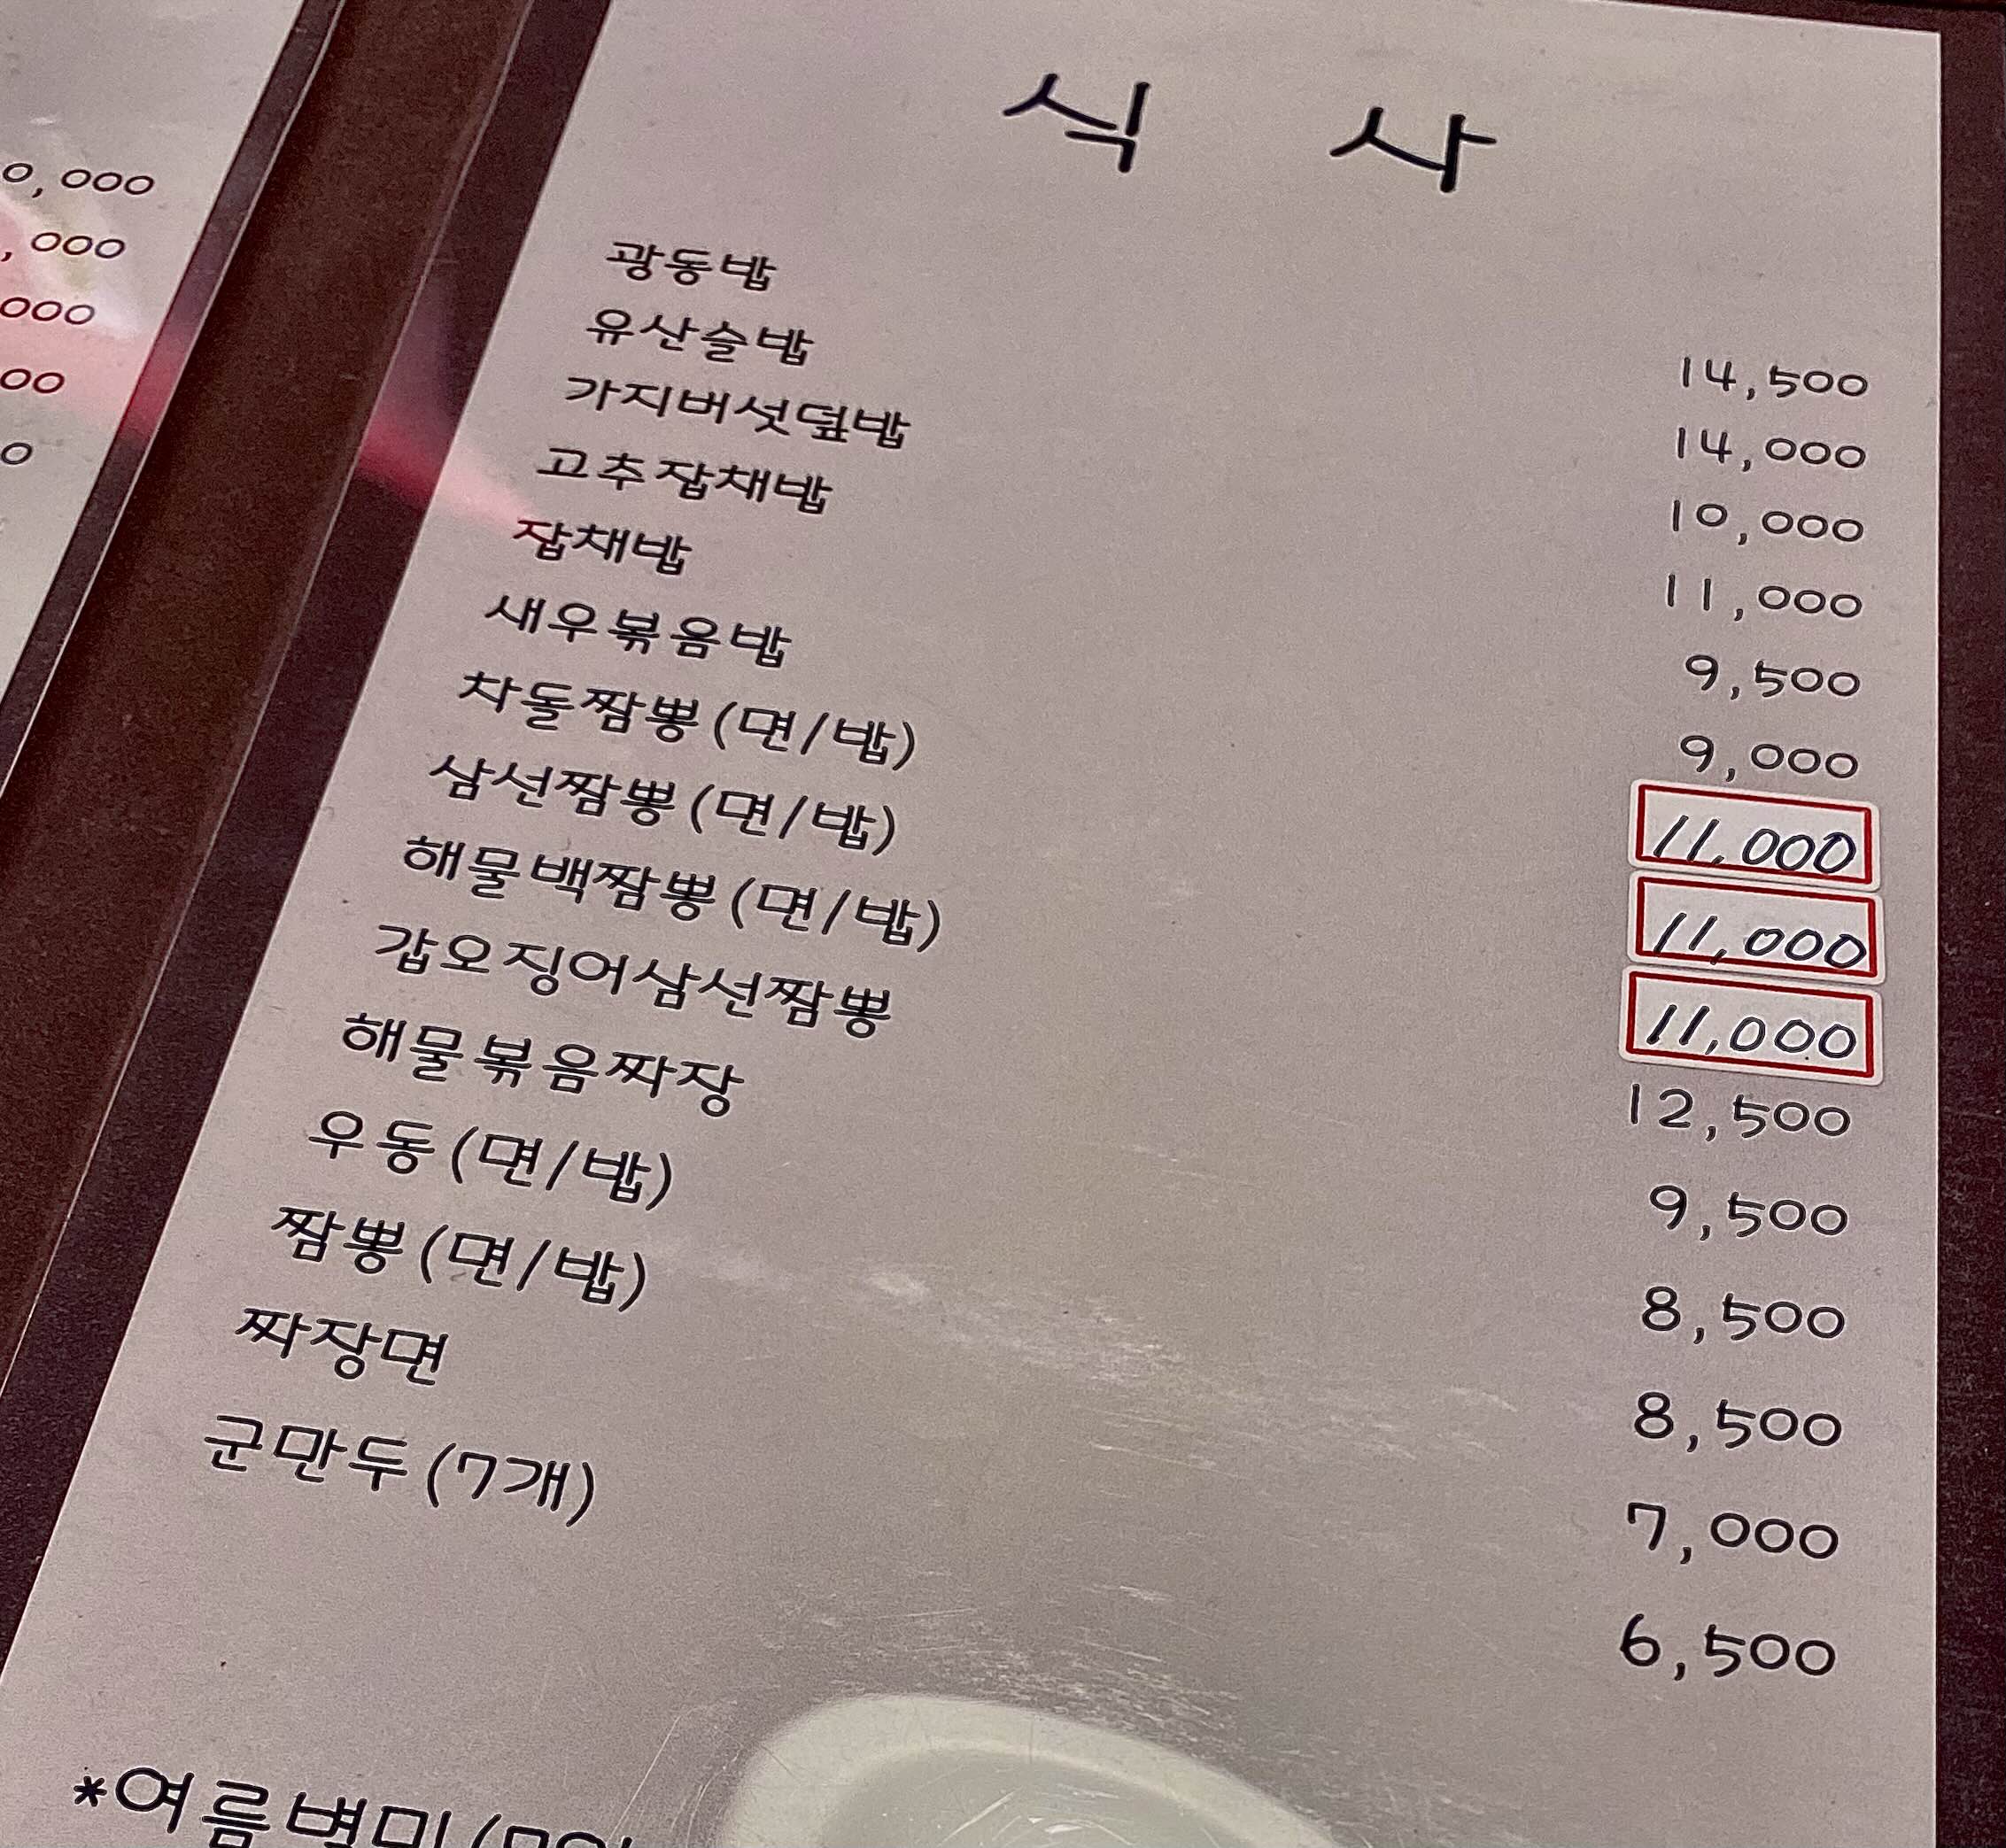 식 사
광동밥 14,500
유산슬밥 14,000
가지버섯덮밥 10,000
고추잡채밥 11,000
잡채밥 9,500
새우볶음밥 9,000
차돌짬뽕(면/밥) 11,000
삼선짬뽕(면/밥) 11,000
해물백짬뽕(면/밥) 11,000
갑오징어삼선짬뽕 12,500
해물볶음짜장 9,500
우동(면/밥) 8,500
짬뽕(면/밥) 8,500
짜장면 7,000
군만두(7개) 6,500
*여름별미
0,000
,000
000
00
0